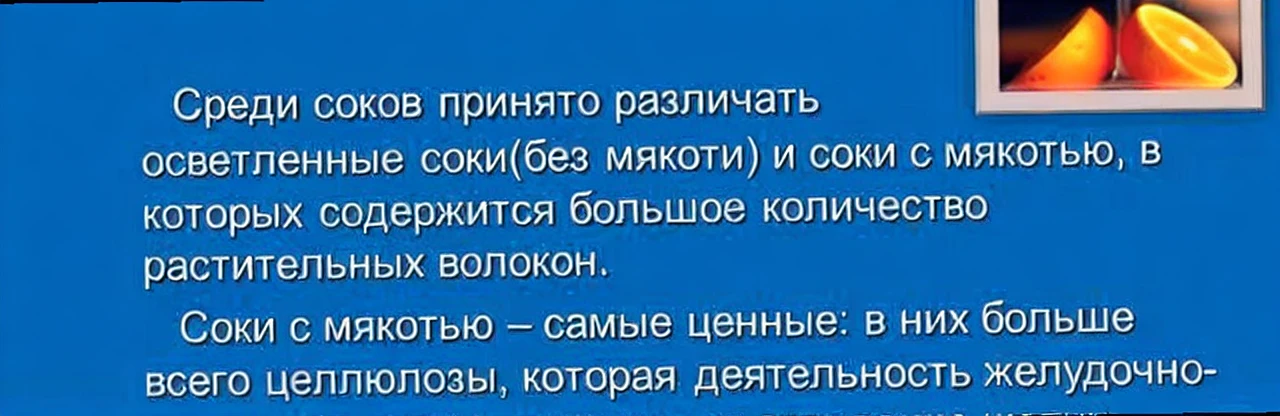 Среди соков принято различать
осветленные соки(без мякоти) и соки с мякотью, в
которых содержится большое количество
растительных волокон.
Соки с мякотью – самые ценные: в них больше
всего целлюлозы, которая деятельность желудочно-